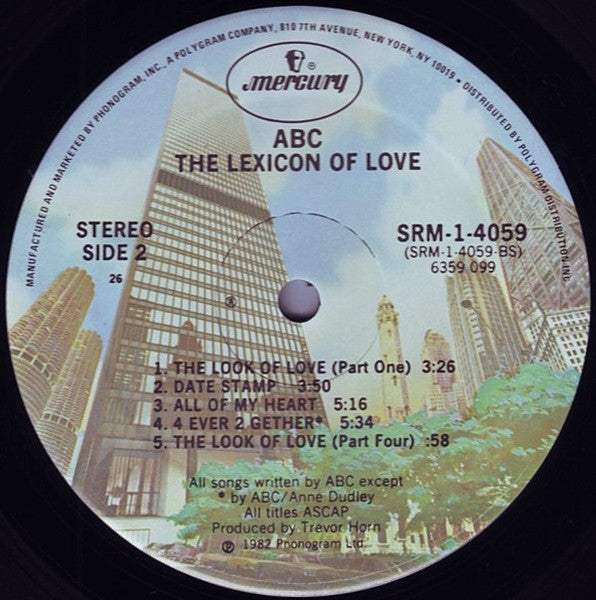 MANUFACTURED AND MARKETED BY PHONOGRAM, INC., A POLYGRAM COMPANY, 810 7TH AVENUE, NEW YORK, NY 10019 • DISTRIBUTED BY POLYGRAM DISTRIBUTION, INC.
mercury ®
ABC
THE LEXICON OF LOVE
STEREO
SIDE 2
26
SRM-1-4059
(SRM-1-4059-BS)
6359 099
1. THE LOOK OF LOVE (Part One) 3:26
2. DATE STAMP 3:50
3. ALL OF MY HEART 5:16
4. 4 EVER 2 GETHER* 5:34
5. THE LOOK OF LOVE (Part Four) :58
All songs written by ABC except
* by ABC/Anne Dudley
All titles ASCAP
Produced by Trevor Horn
℗ 1982 Phonogram Ltd.